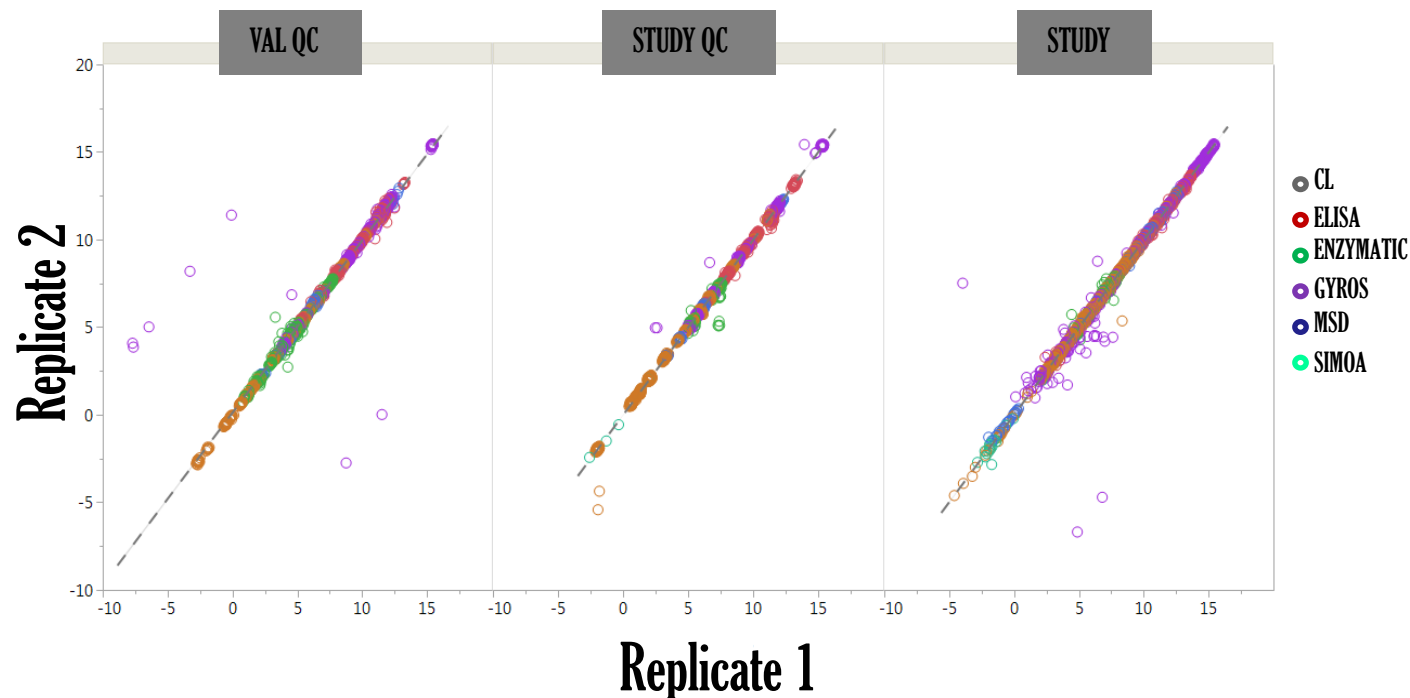 VAL QC
STUDY QC
STUDY
20
15
10
5
0
-5
-10
-10 -5 0 5 10 15
-10 -5 0 5 10 15
-10 -5 0 5 10 15
Replicate 2
Replicate 1
CL
ELISA
ENZYMATIC
GYROS
MSD
SIMOA